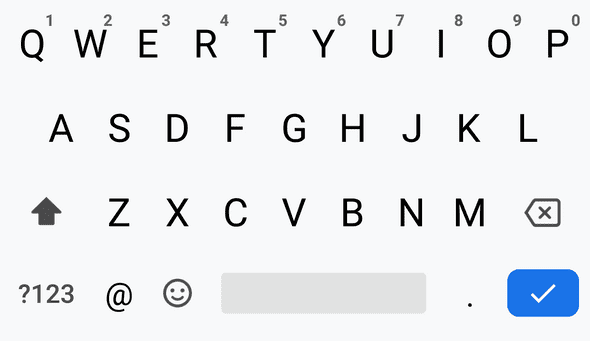 1 2 3 4 5 6 7 8 9 0
Q W E R T Y U I O P
A S D F G H J K L
Z X C V B N M
?123 @ .